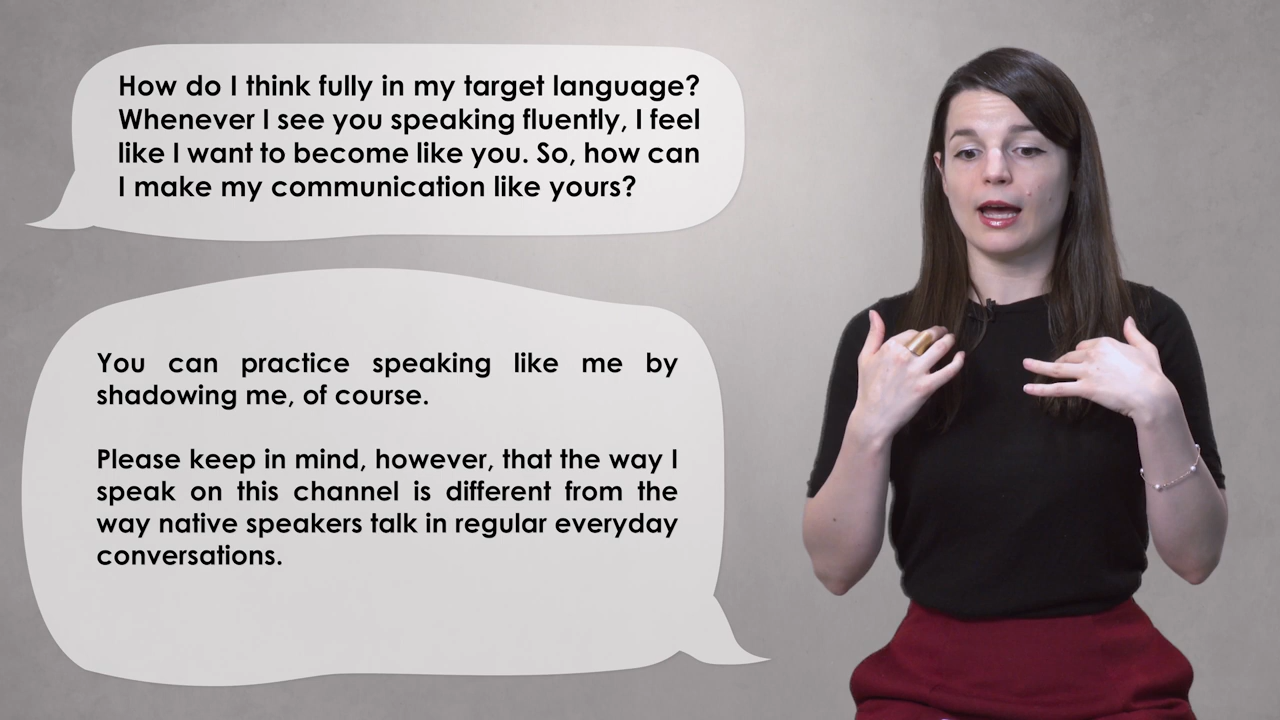 How do I think fully in my target language?
Whenever I see you speaking fluently, I feel
like I want to become like you. So, how can
I make my communication like yours?
You can practice speaking like me by
shadowing me, of course.
Please keep in mind, however, that the way I
speak on this channel is different from the
way native speakers talk in regular everyday
conversations.